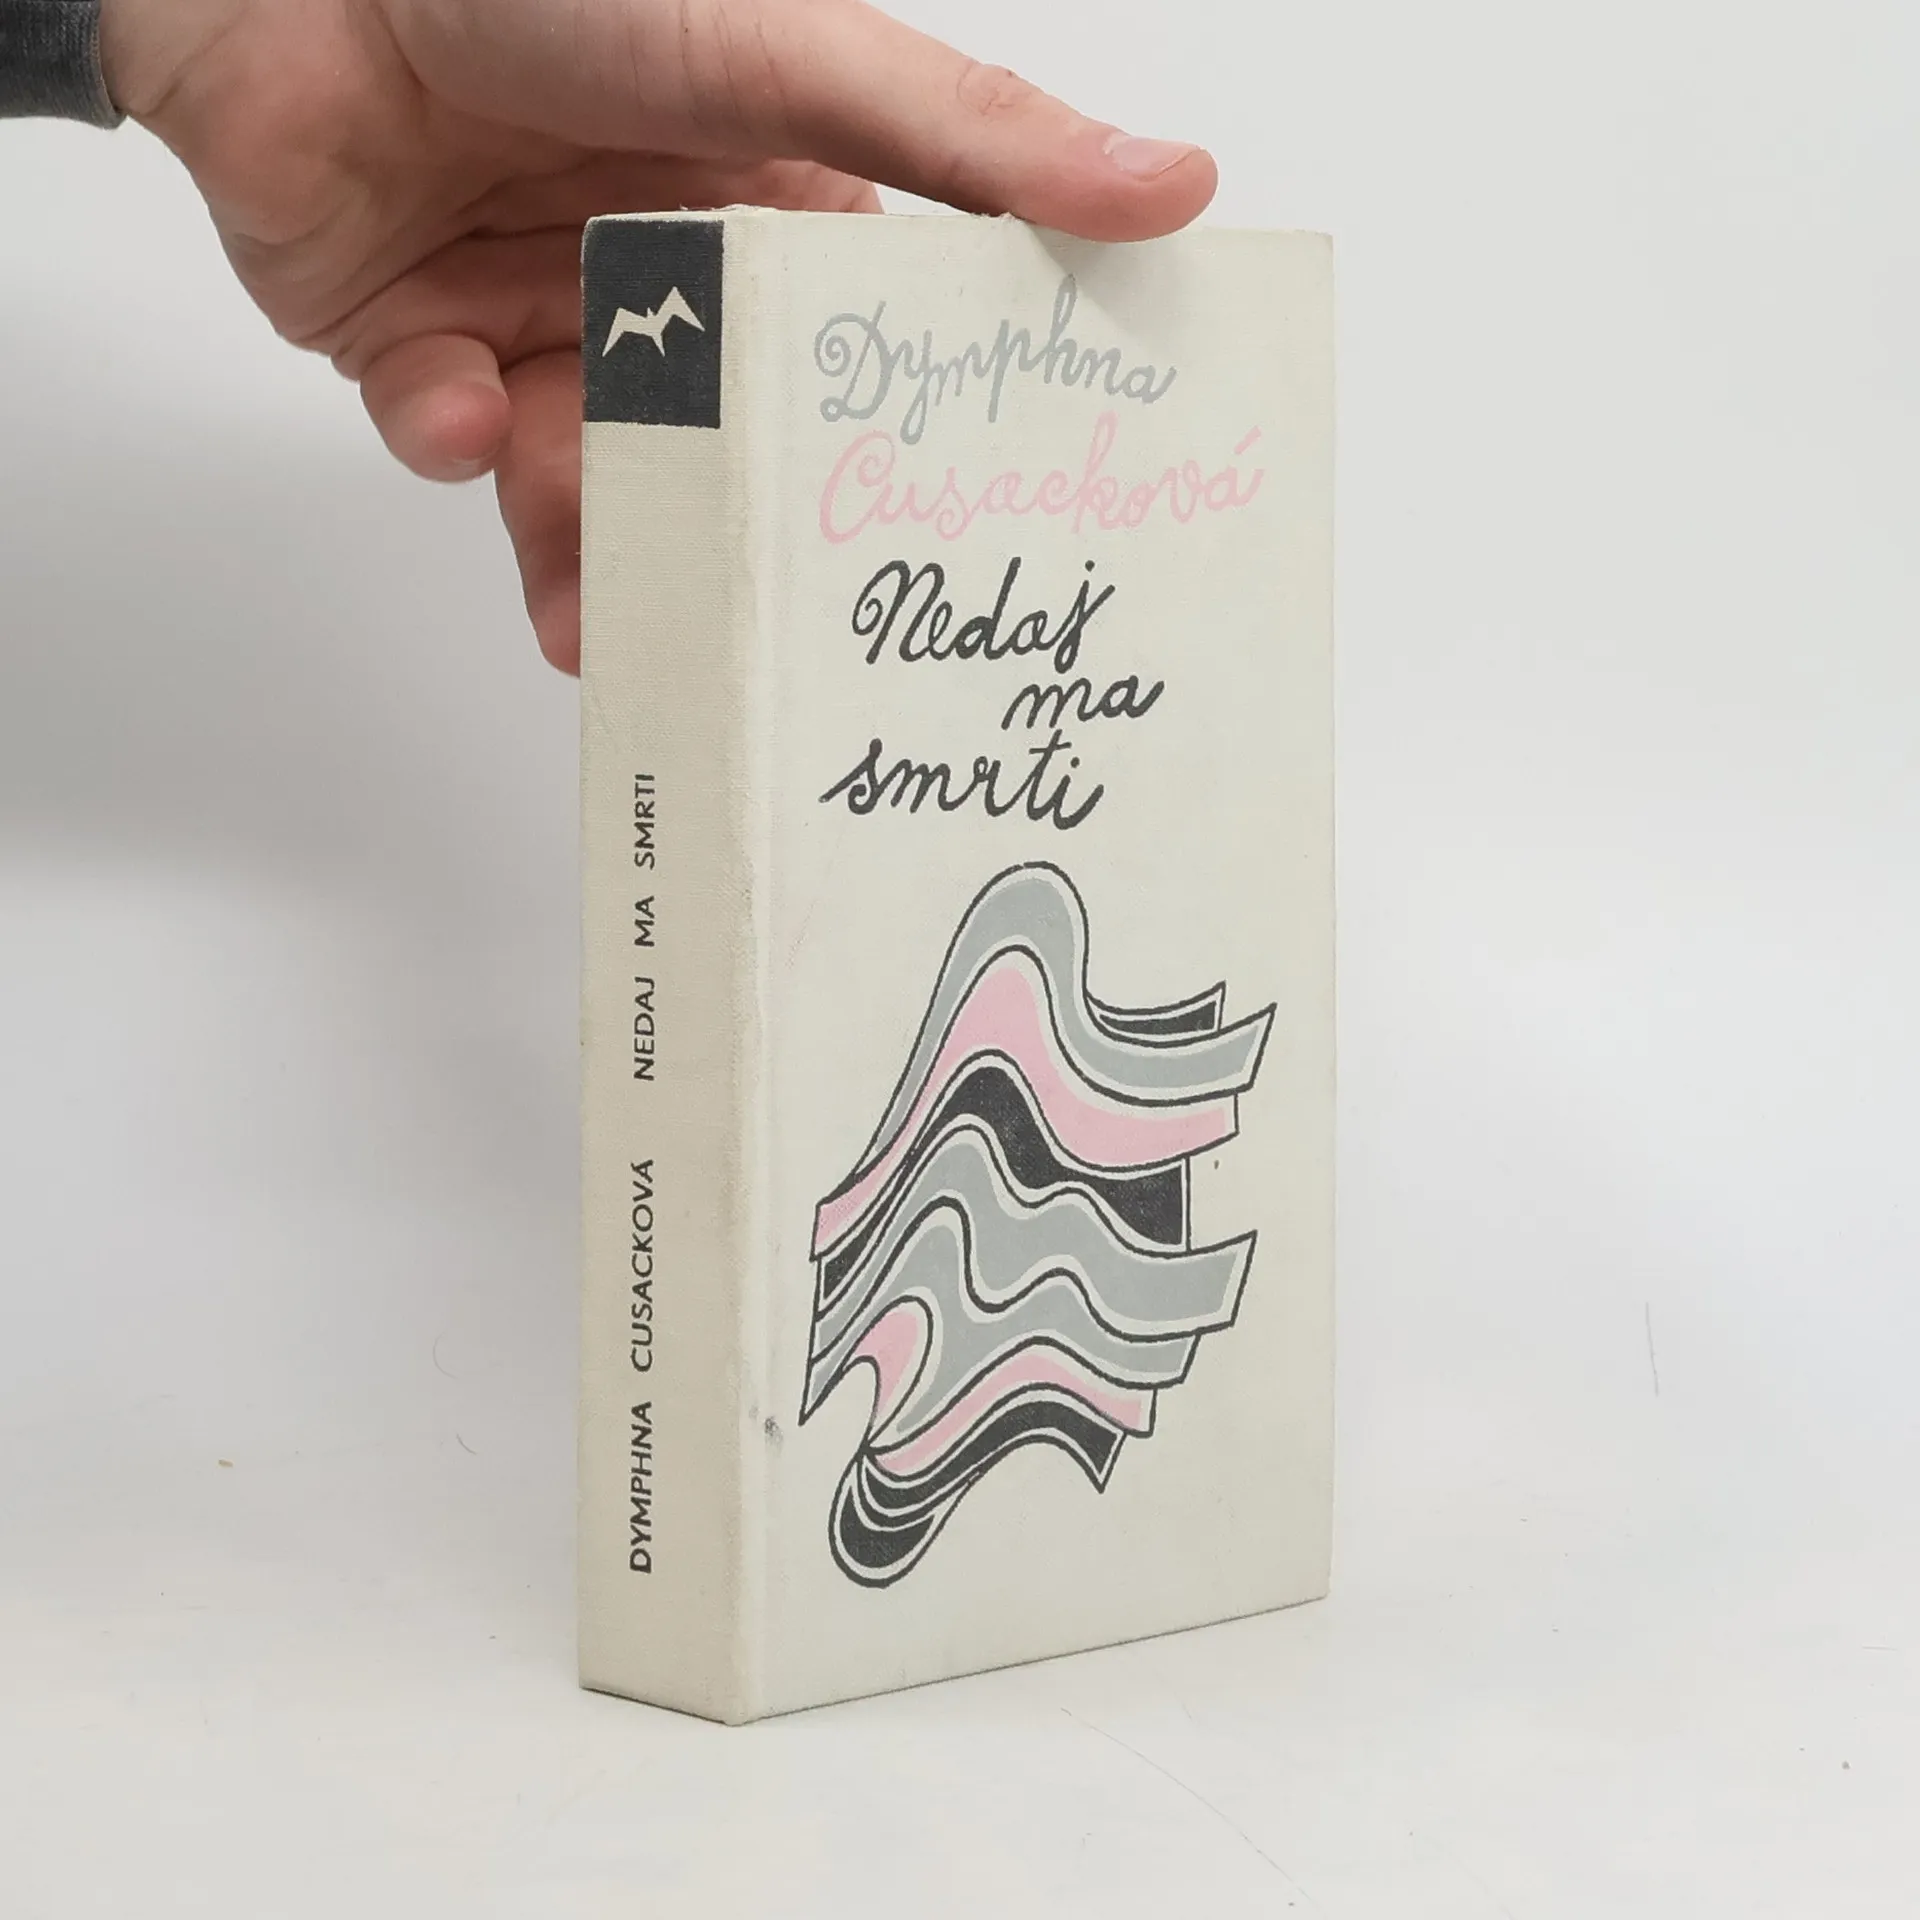 Dymphna
Cusacková
Nedaj
ma
smrti
DYMPHNA CUSACKOVÁ NEDAJ MA SMRTI